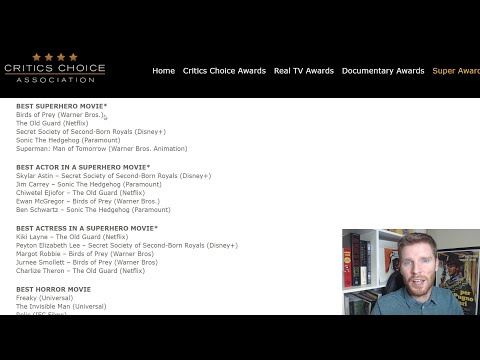 CRITICS CHOICE
ASSOCIATION
Home Critics Choice Awards Real TV Awards Documentary Awards Super Awar
BEST SUPERHERO MOVIE*
Birds of Prey (Warner Bros.)
The Old Guard (Netflix)
Secret Society of Second-Born Royals (Disney+)
Sonic The Hedgehog (Paramount)
Superman: Man of Tomorrow (Warner Bros. Animation)
BEST ACTOR IN A SUPERHERO MOVIE*
Skylar Astin – Secret Society of Second-Born Royals (Disney+)
Jim Carrey – Sonic The Hedgehog (Paramount)
Chiwetel Ejiofor – The Old Guard (Netflix)
Ewan McGregor – Birds of Prey (Warner Bros.)
Ben Schwartz – Sonic The Hedgehog (Paramount)
BEST ACTRESS IN A SUPERHERO MOVIE*
Kiki Layne – The Old Guard (Netflix)
Peyton Elizabeth Lee – Secret Society of Second-Born Royals (Disney+)
Margot Robbie – Birds of Prey (Warner Bros)
Jurnee Smollett – Birds of Prey (Warner Bros)
Charlize Theron – The Old Guard (Netflix)
BEST HORROR MOVIE
Freaky (Universal)
The Invisible Man (Universal)
per